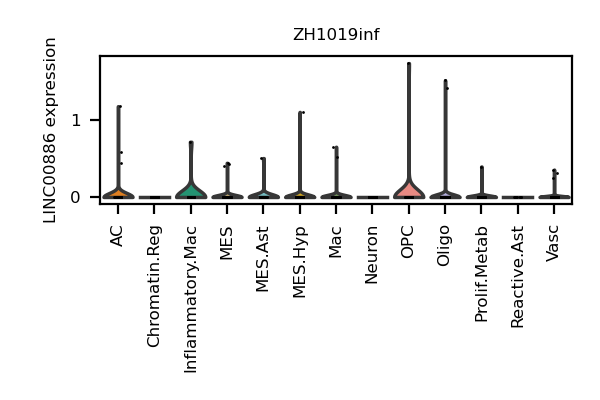 ZH1019inf
LINC00886 expression
1
0
AC
Chromatin.Reg
Inflammatory.Mac
MES
MES.Ast
MES.Hyp
Mac
Neuron
OPC
Oligo
Prolif.Metab
Reactive.Ast
Vasc